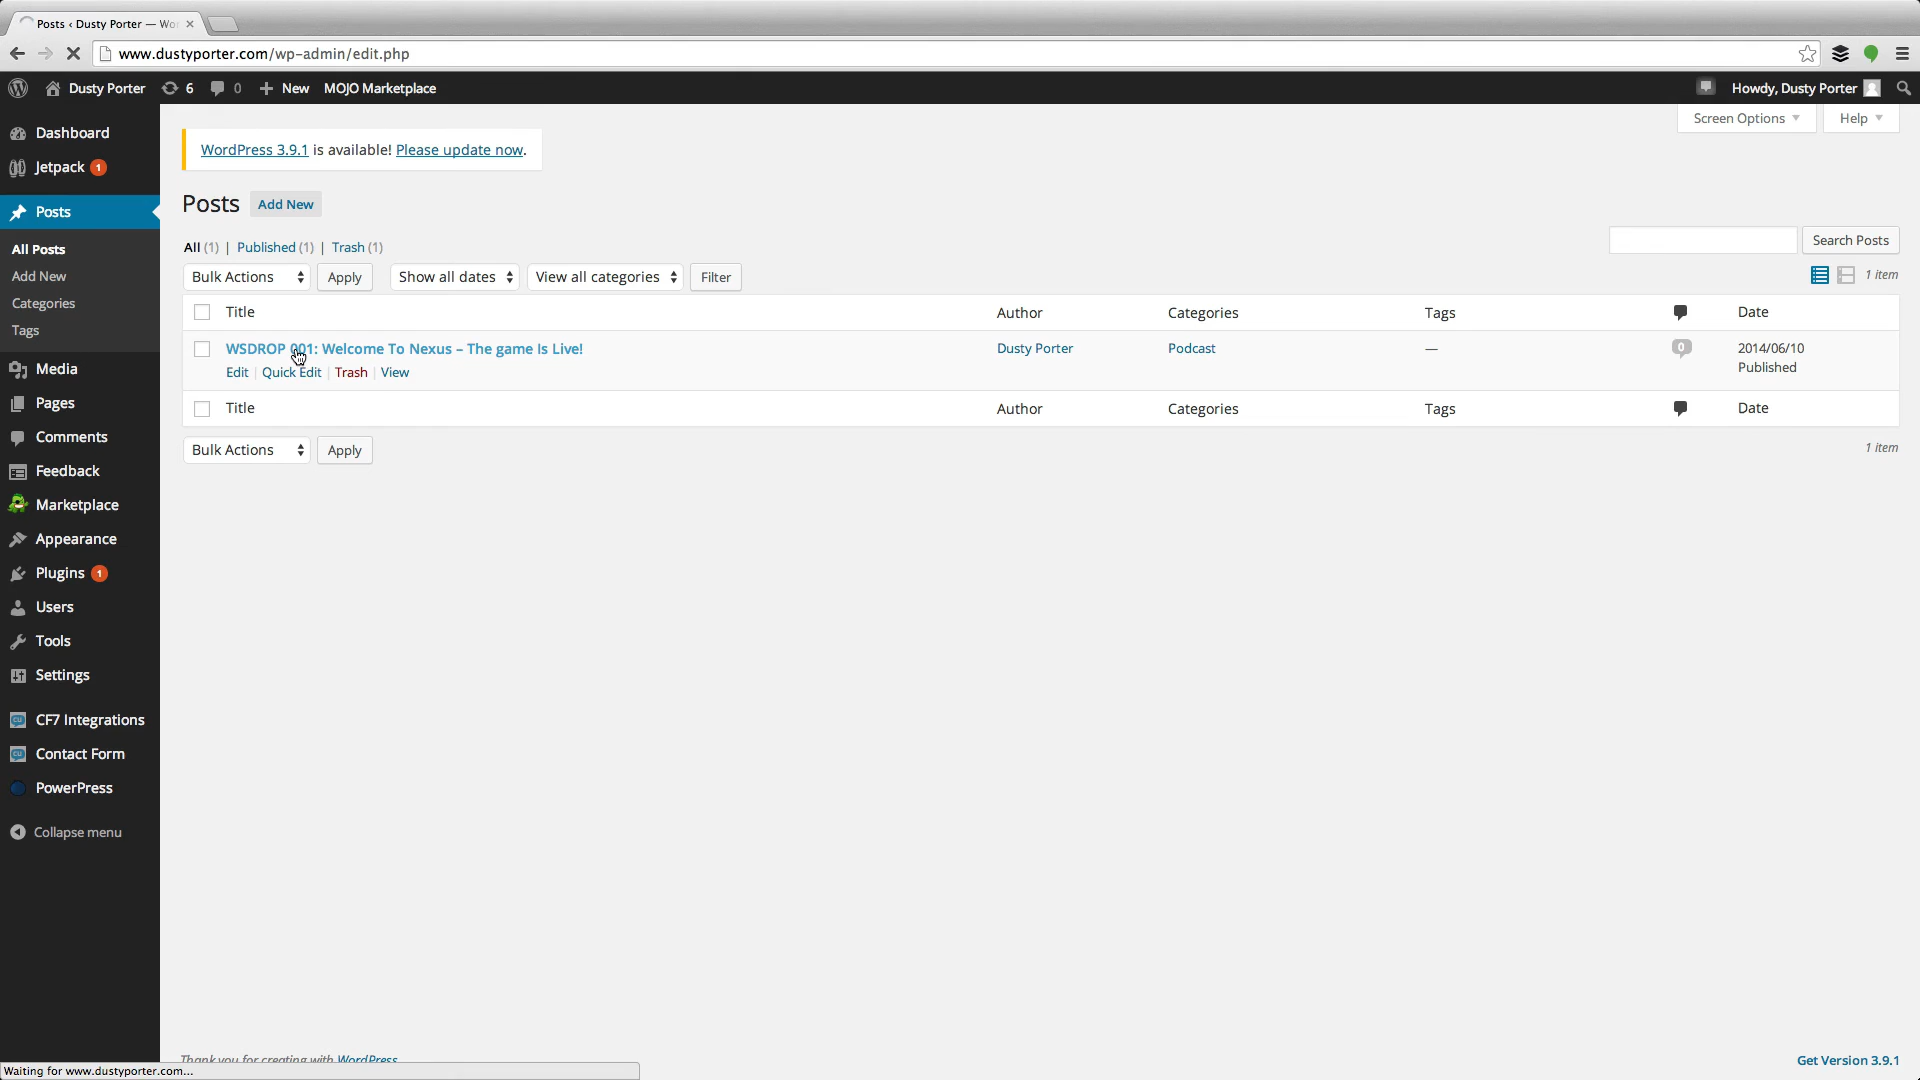 Posts ‹ Dusty Porter — Wo
www.dustyporter.com/wp-admin/edit.php
Dusty Porter 6 0 New MOJO Marketplace Howdy, Dusty Porter
Screen Options Help
Dashboard
Jetpack 1
Posts
All Posts
Add New
Categories
Tags
Media
Pages
Comments
Feedback
Marketplace
Appearance
Plugins 1
Users
Tools
Settings
CF7 Integrations
Contact Form
PowerPress
Collapse menu
WordPress 3.9.1 is available! Please update now.
Posts Add New
All (1) | Published (1) | Trash (1)
Search Posts
Bulk Actions Apply Show all dates View all categories Filter
1 item
Title Author Categories Tags Date
WSDROP 001: Welcome To Nexus – The game Is Live! Dusty Porter Podcast — 0 2014/06/10
Published
Edit | Quick Edit | Trash | View
Title Author Categories Tags Date
Bulk Actions Apply
1 item
Thank you for creating with WordPress
Get Version 3.9.1
Waiting for www.dustyporter.com...